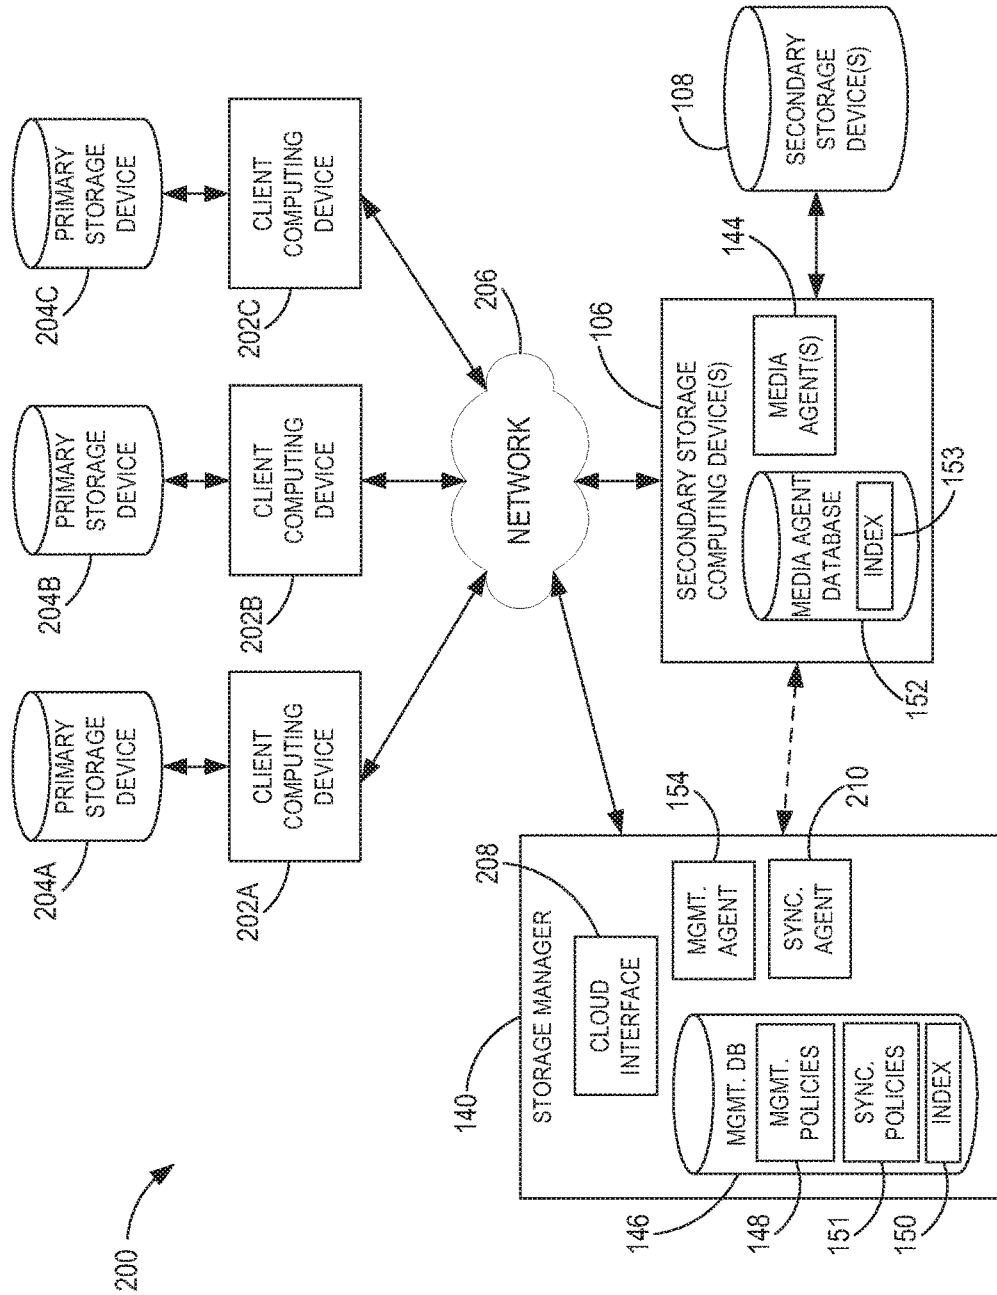 200
204A
PRIMARY
STORAGE
DEVICE
204B
PRIMARY
STORAGE
DEVICE
204C
PRIMARY
STORAGE
DEVICE
202A
CLIENT
COMPUTING
DEVICE
202B
CLIENT
COMPUTING
DEVICE
202C
CLIENT
COMPUTING
DEVICE
206
NETWORK
140
STORAGE MANAGER
208
CLOUD
INTERFACE
154
MGMT.
AGENT
210
SYNC.
AGENT
146
MGMT. DB
148
MGMT.
POLICIES
151
SYNC.
POLICIES
150
INDEX
106
SECONDARY STORAGE
COMPUTING DEVICE(S)
152
MEDIA AGENT
DATABASE
INDEX
153
144
MEDIA
AGENT(S)
108
SECONDARY
STORAGE
DEVICE(S)